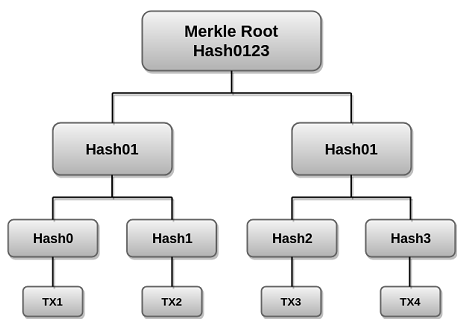 Merkle Root
Hash0123
Hash01
Hash01
Hash0
Hash1
Hash2
Hash3
TX1
TX2
TX3
TX4